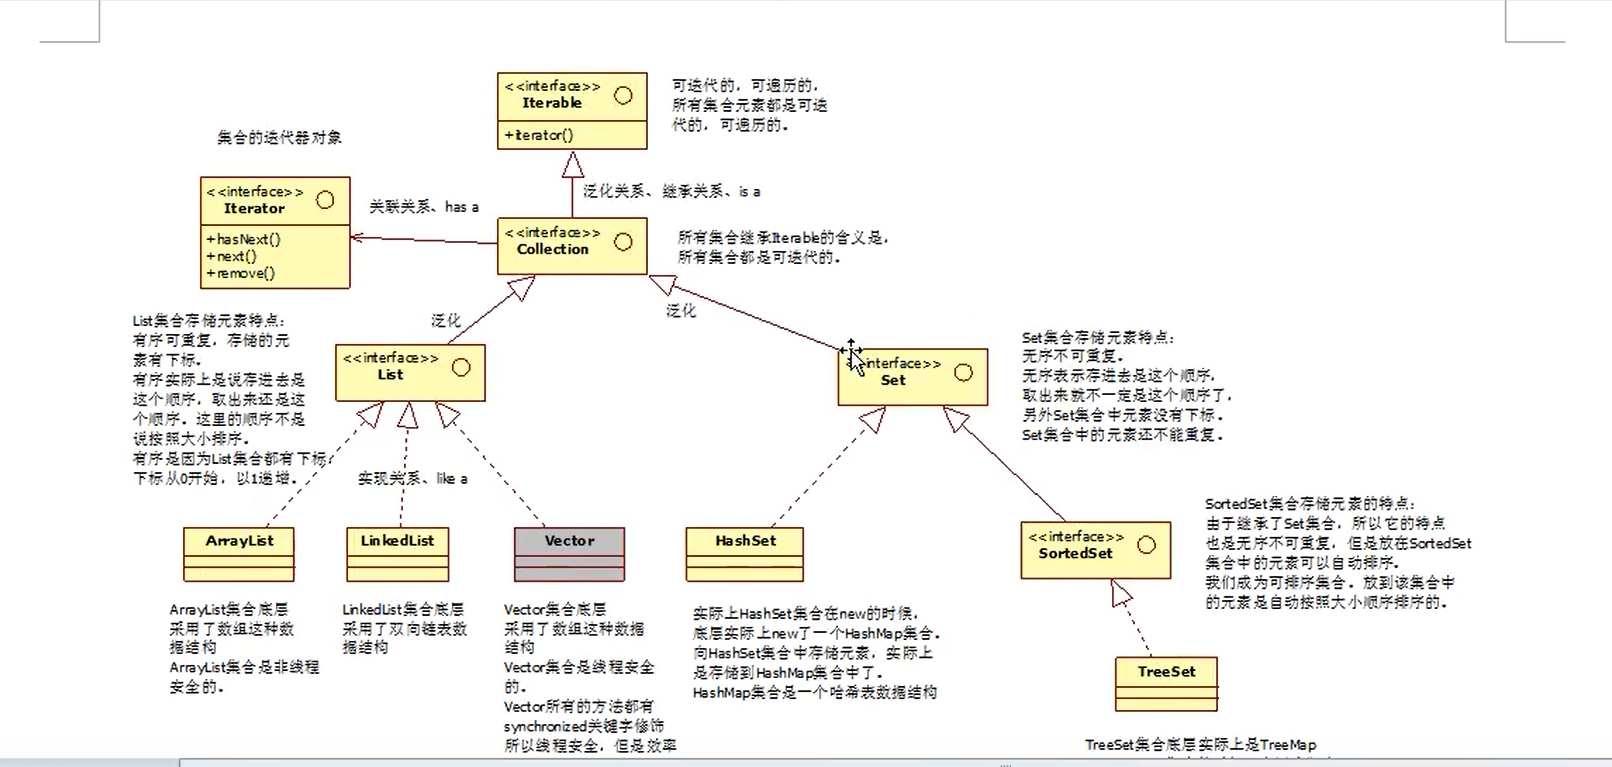 <<interface>>
Iterable
+iterator()
可迭代的，可遍历的，
所有集合元素都是可迭
代的，可遍历的。
集合的迭代器对象
<<interface>>
Iterator
+hasNext()
+next()
+remove()
关联关系、has a
泛化关系、继承关系、is a
<<interface>>
Collection
所有集合继承Iterable的含义是，
所有集合都是可迭代的。
泛化
泛化
List集合存储元素特点：
有序可重复，存储的元
素有下标。
有序实际上是说存进去是
这个顺序，取出来还是这
个顺序。这里的顺序不是
说按照大小排序。
有序是因为List集合都有下标，
下标从0开始，以1递增。
<<interface>>
List
interface>>
Set
Set集合存储元素特点：
无序不可重复。
无序表示存进去是这个顺序，
取出来就不一定是这个顺序了，
另外Set集合中元素没有下标。
Set集合中的元素还不能重复。
实现关系、like a
ArrayList
LinkedList
Vector
HashSet
<<interface>>
SortedSet
SortedSet集合存储元素的特点：
由于继承了Set集合，所以它的特点
也是无序不可重复，但是放在SortedSet
集合中的元素可以自动排序。
我们成为可排序集合。放到该集合中
的元素是自动按照大小顺序排序的。
ArrayList集合底层
采用了数组这种数
据结构
ArrayList集合是非线程
安全的。
LinkedList集合底层
采用了双向链表数
据结构
Vector集合底层
采用了数组这种数据
结构
Vector集合是线程安全
的。
Vector所有的方法都有
synchronized关键字修饰
所以线程安全，但是效率
实际上HashSet集合在new的时候，
底层实际上new了一个HashMap集合。
向HashSet集合中存储元素，实际上
是存储到HashMap集合中了。
HashMap集合是一个哈希表数据结构
TreeSet
TreeSet集合底层实际上是TreeMap